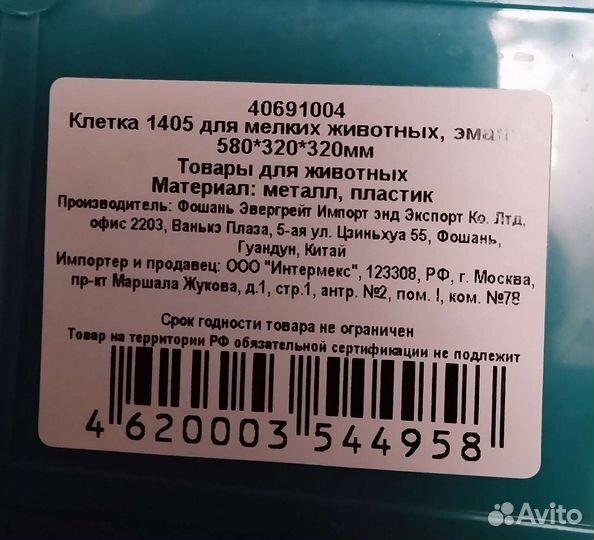 40691004
Клетка 1405 для мелких животных,
580*320*320мм
Товары для животных
Материал: металл, пластик
Производитель: Фошань Эвергрейт Импорт энд Экспорт Ко. Лтд,
офис 2203, Ванькэ Плаза, 5-ая ул. Цзиньхуа 55, Фошань,
Гуандун, Китай
Импортер и продавец: ООО "Интермекс", 123308, РФ, г. Москва,
пр-кт Маршала Жукова, д.1, стр.1, антр. №2, пом. I, ком. №78
Срок годности товара не ограничен
Товар на территории РФ обязательной сертификации не подлежит
4 620003 544958
Avito